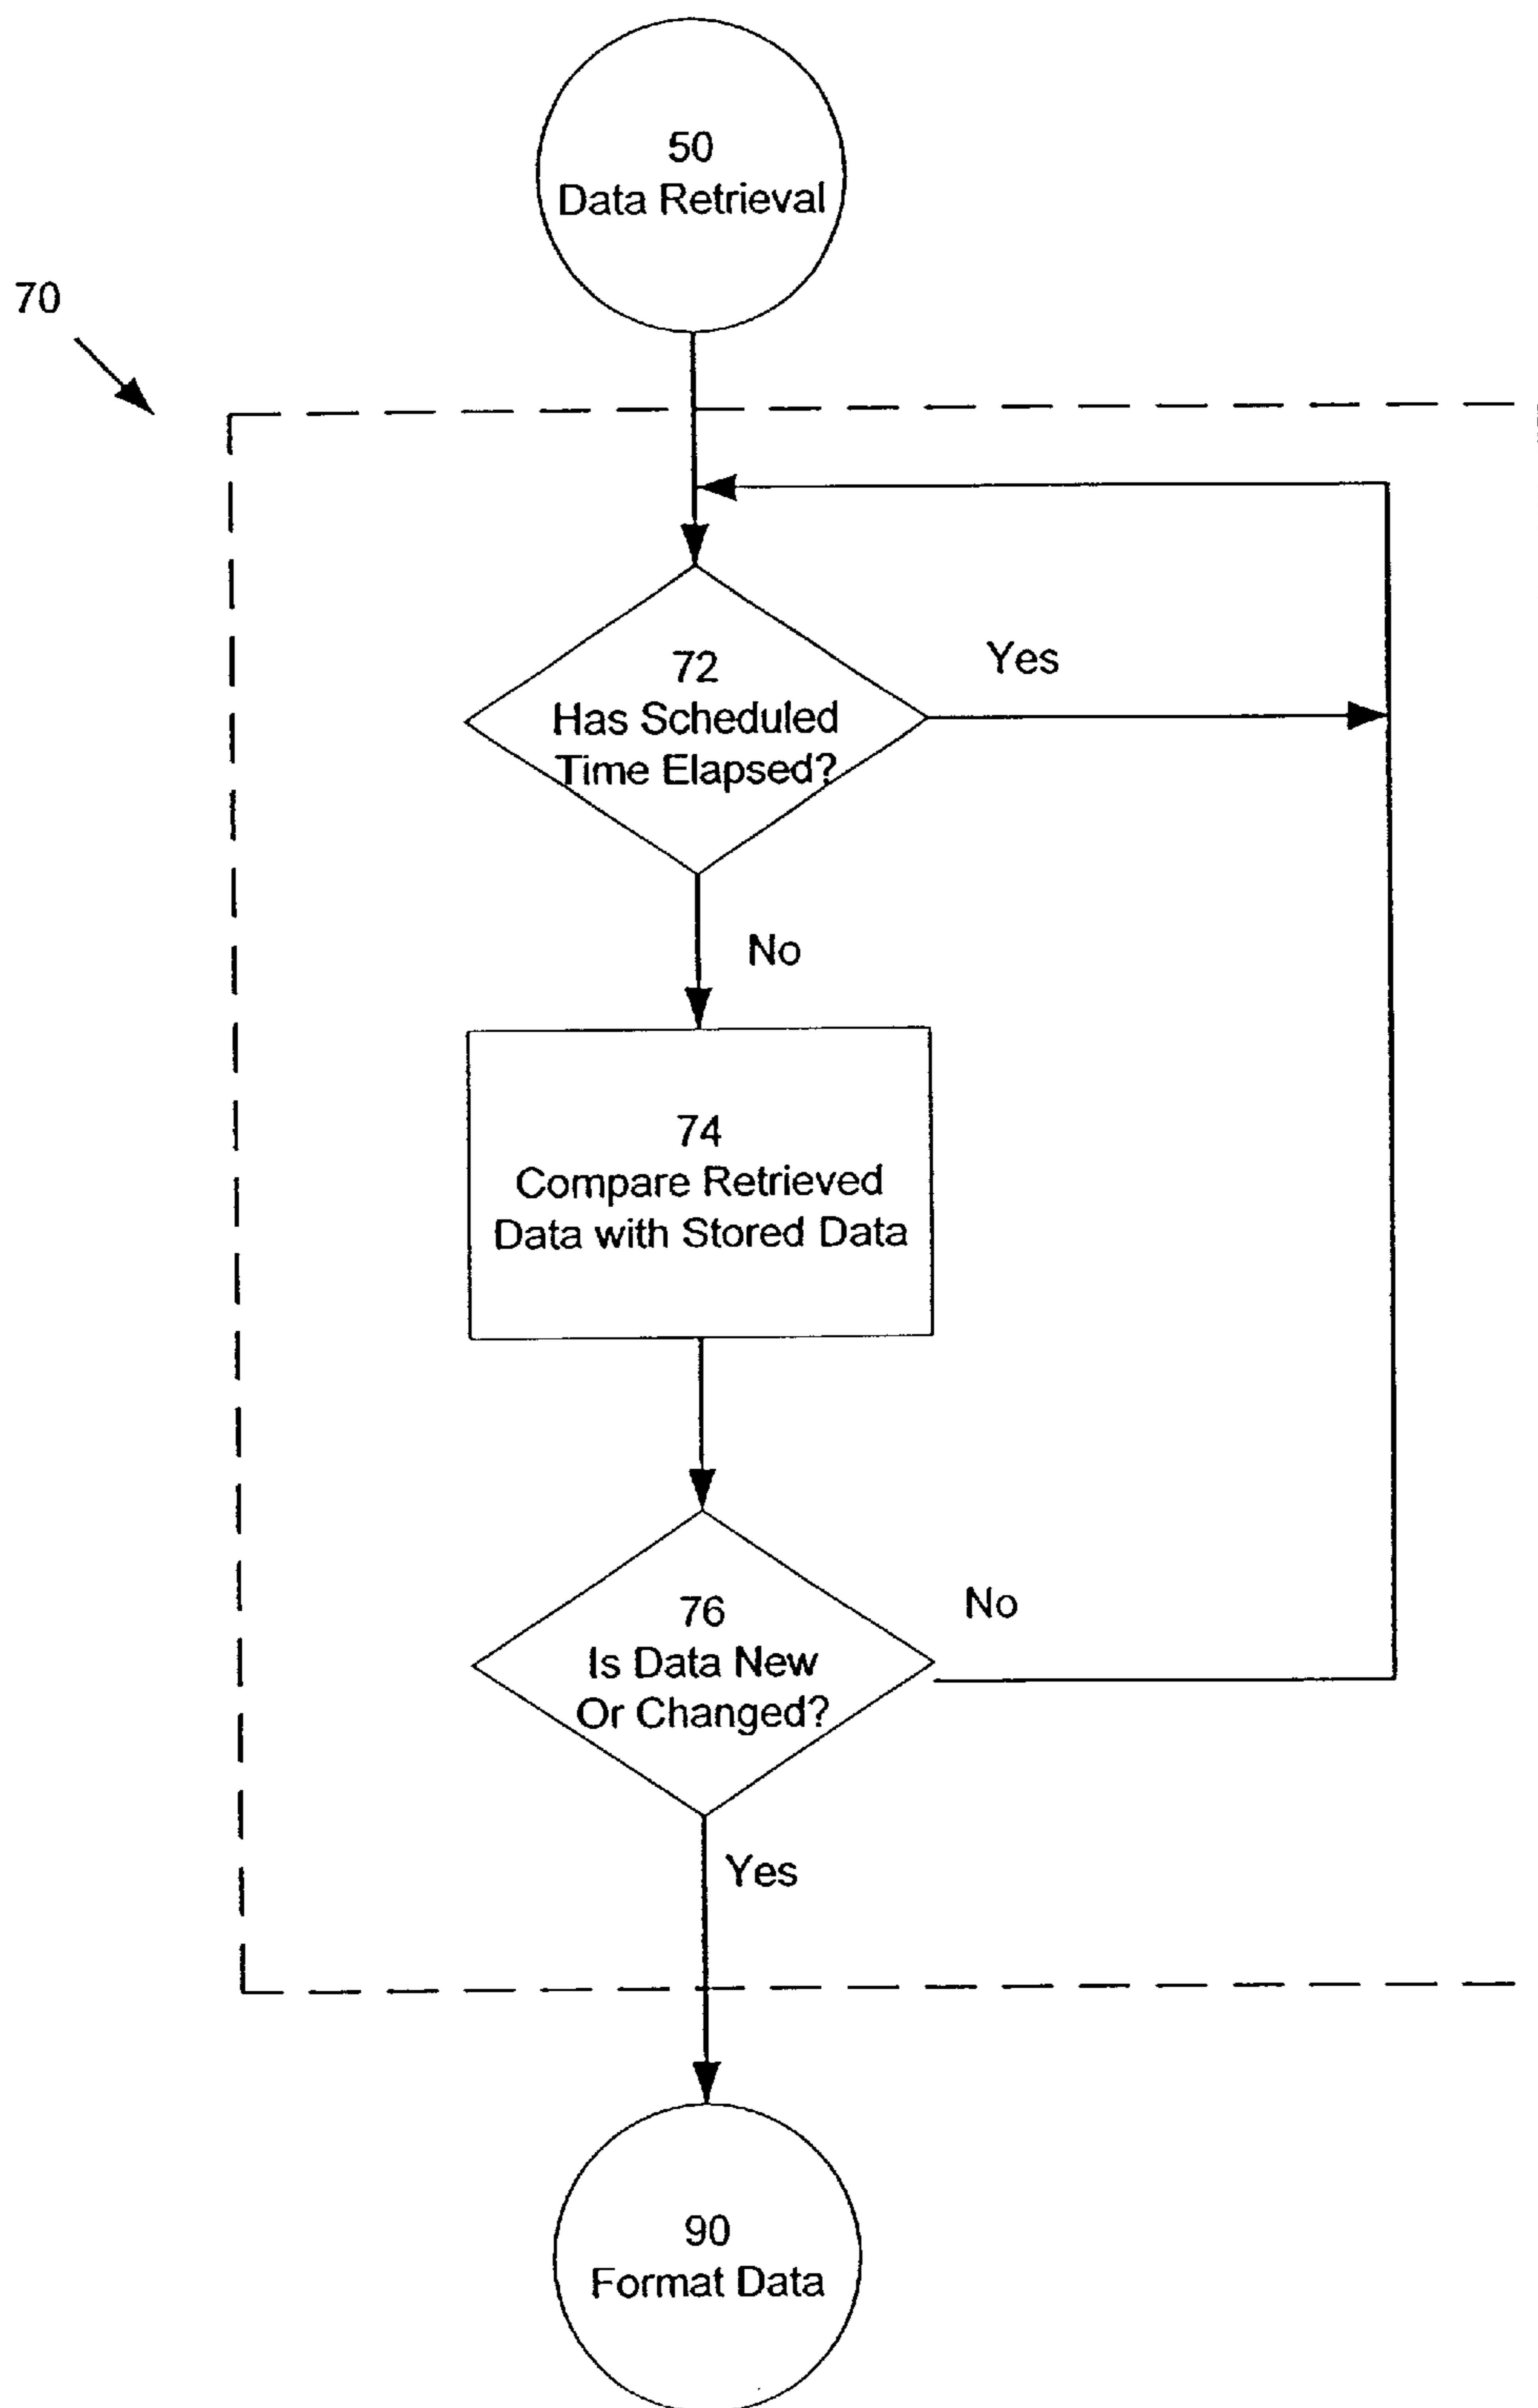 50
Data Retrieval
70
72
Has Scheduled
Time Elapsed?
Yes
No
74
Compare Retrieved
Data with Stored Data
76
Is Data New
Or Changed?
No
Yes
90
Format Data